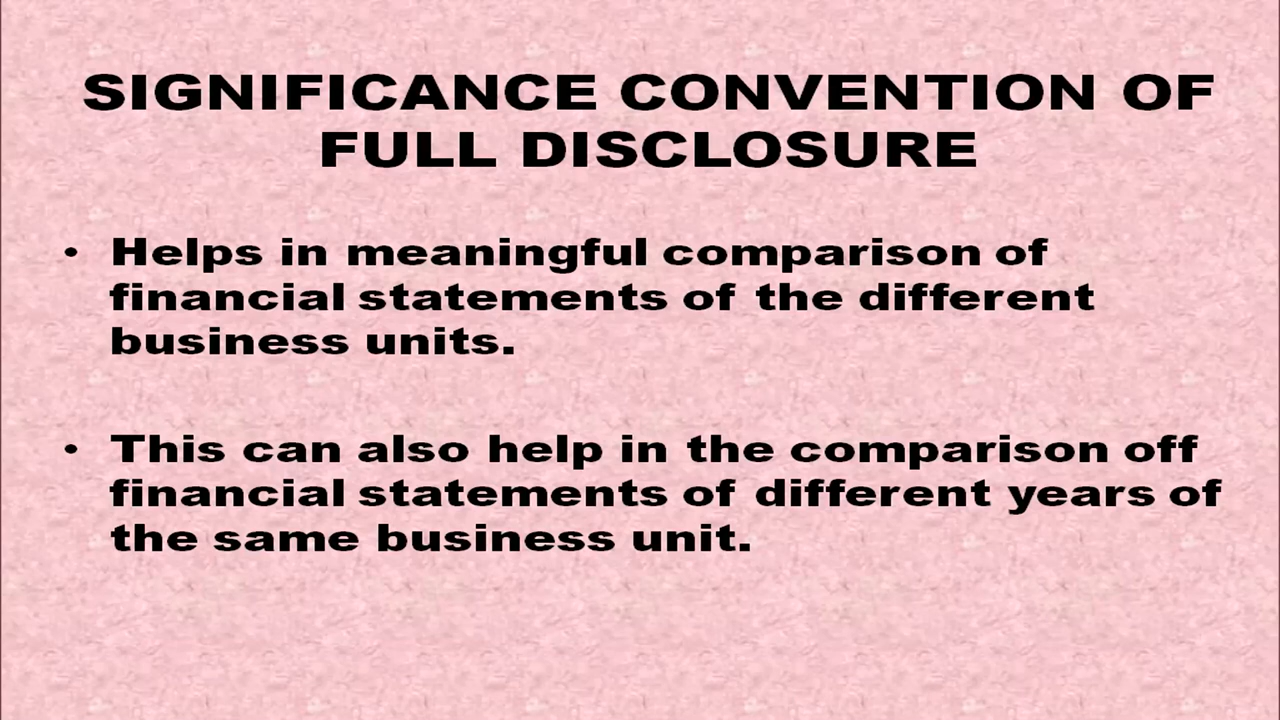 SIGNIFICANCE CONVENTION OF
FULL DISCLOSURE
• Helps in meaningful comparison of
financial statements of the different
business units.
• This can also help in the comparison off
financial statements of different years of
the same business unit.